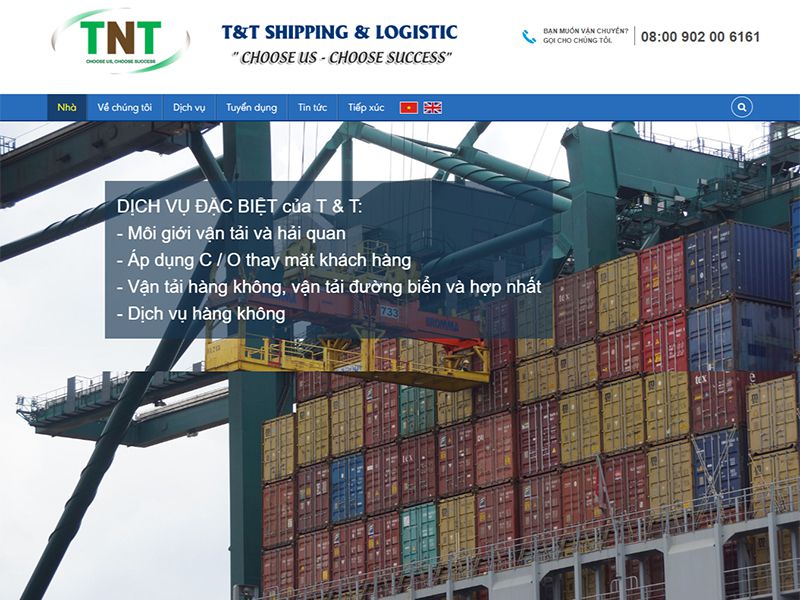 TNT
CHOOSE US, CHOOSE SUCCESS
T&T SHIPPING & LOGISTIC
" CHOOSE US - CHOOSE SUCCESS"
BẠN MUỐN VẬN CHUYỂN?
GỌI CHO CHÚNG TÔI.
08:00 902 00 6161
Nhà
Về chúng tôi
Dịch vụ
Tuyển dụng
Tin tức
Tiếp xúc
DỊCH VỤ ĐẶC BIỆT của T & T:
- Môi giới vận tải và hải quan
- Áp dụng C / O thay mặt khách hàng
- Vận tải hàng không, vận tải đường biển và hợp nhất
- Dịch vụ hàng không
733
BROMMA
tex